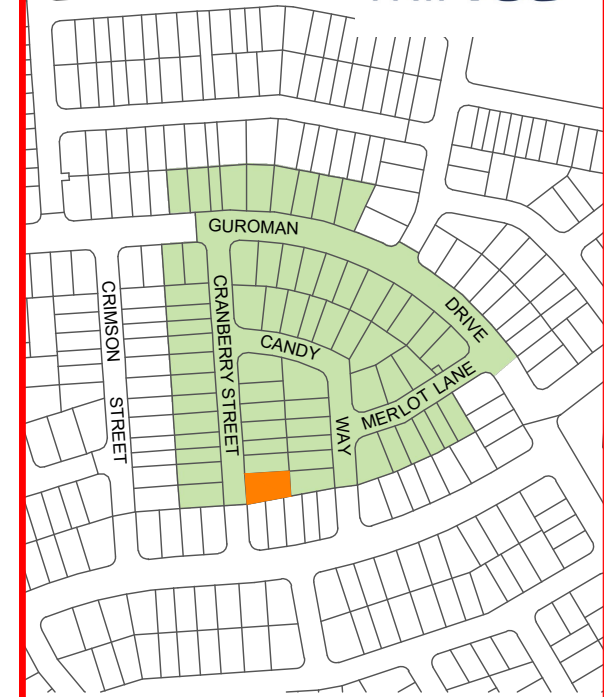 GUROMAN
DRIVE
CRIMSON
STREET
CRANBERRY STREET
CANDY
WAY
MERLOT LANE